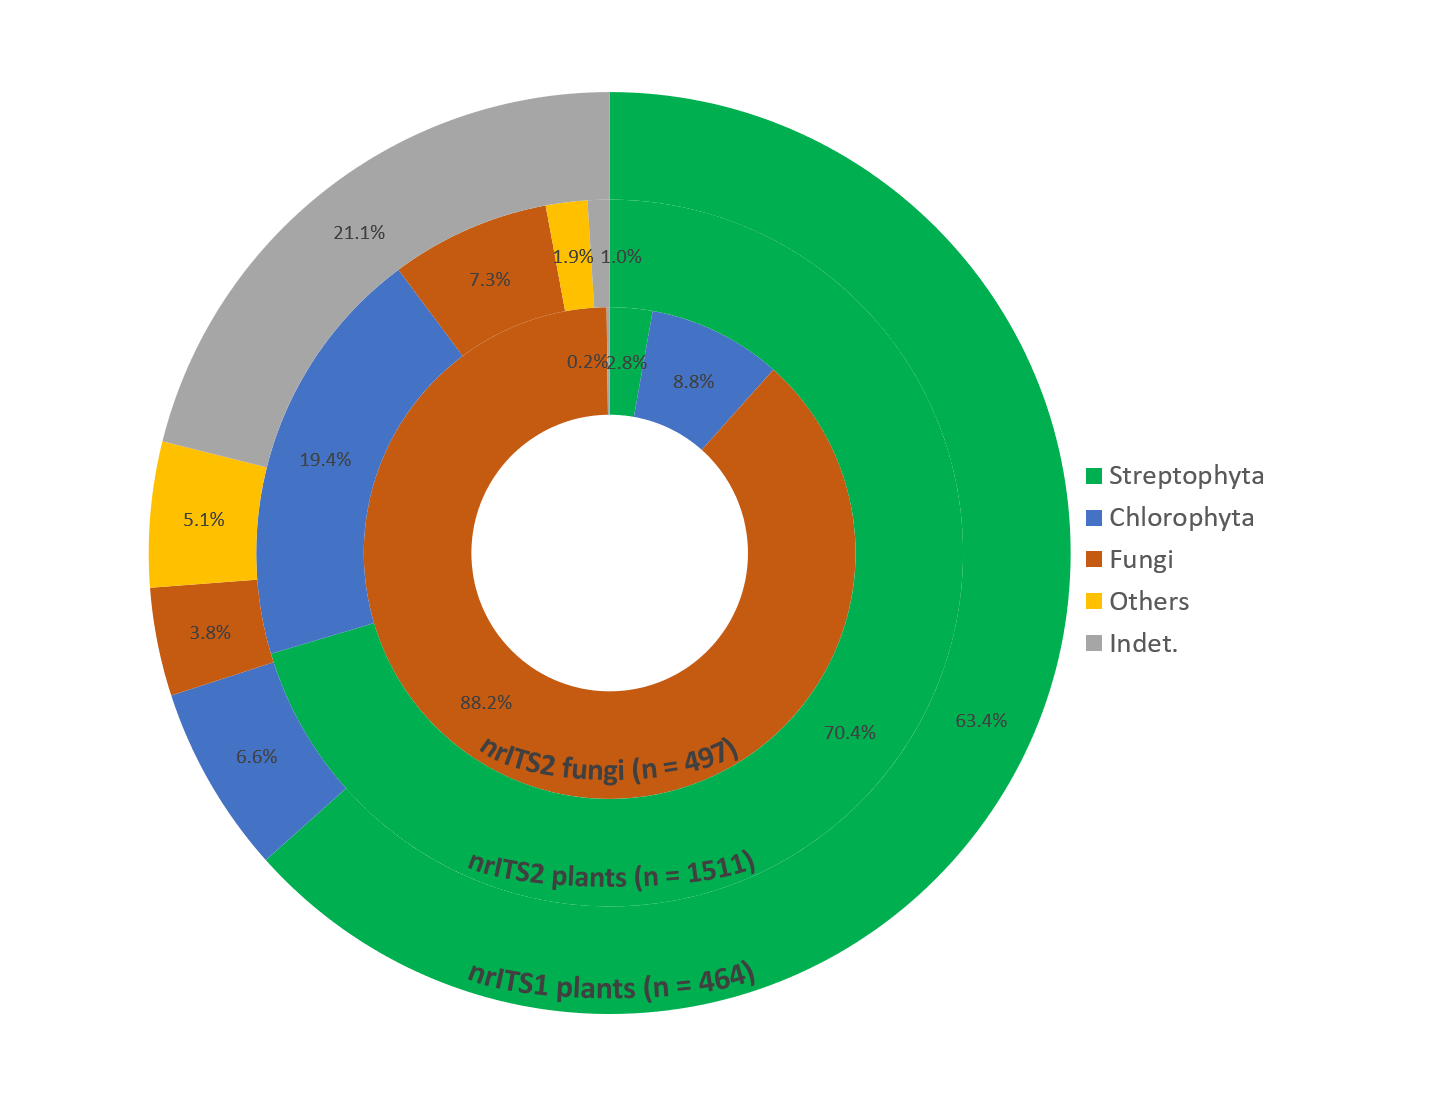 21.1%
7.3%
1.9%
1.0%
0.2%
2.8%
8.8%
19.4%
5.1%
3.8%
6.6%
88.2%
70.4%
63.4%
nrITS2 fungi (n = 497)
nrITS2 plants (n = 1511)
nrITS1 plants (n = 464)
Streptophyta
Chlorophyta
Fungi
Others
Indet.